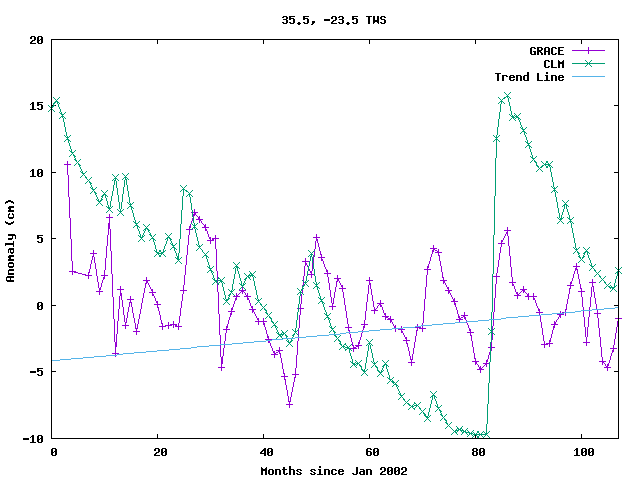 35.5, -23.5 TWS
GRACE
CLM
Trend Line
Anomaly (cm)
20
15
10
5
0
-5
-10
0 20 40 60 80 100
Months since Jan 2002